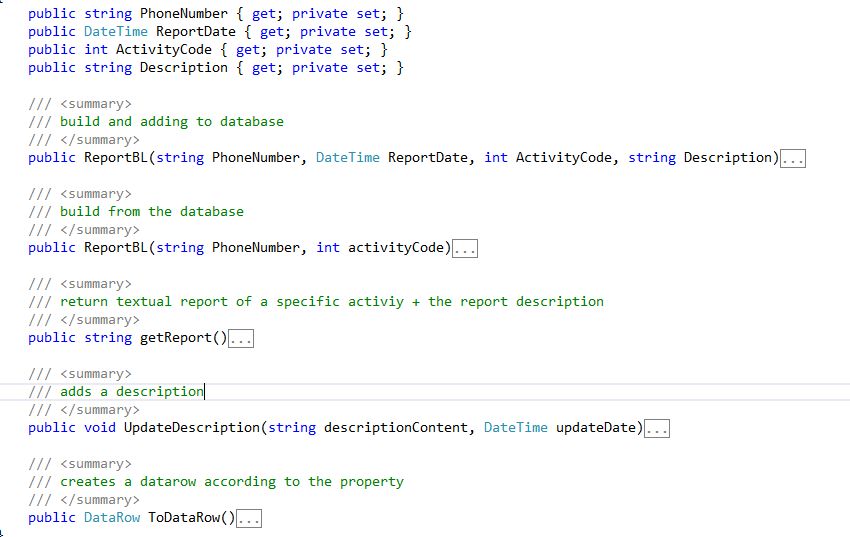 public string PhoneNumber { get; private set; }
public DateTime ReportDate { get; private set; }
public int ActivityCode { get; private set; }
public string Description { get; private set; }
/// <summary>
/// build and adding to database
/// </summary>
public ReportBL(string PhoneNumber, DateTime ReportDate, int ActivityCode, string Description)...
/// <summary>
/// build from the database
/// </summary>
public ReportBL(string PhoneNumber, int activityCode)...
/// <summary>
/// return textual report of a specific activiy + the report description
/// </summary>
public string getReport()...
/// <summary>
/// adds a description
/// </summary>
public void UpdateDescription(string descriptionContent, DateTime updateDate)...
/// <summary>
/// creates a datarow according to the property
/// </summary>
public DataRow ToDataRow()...